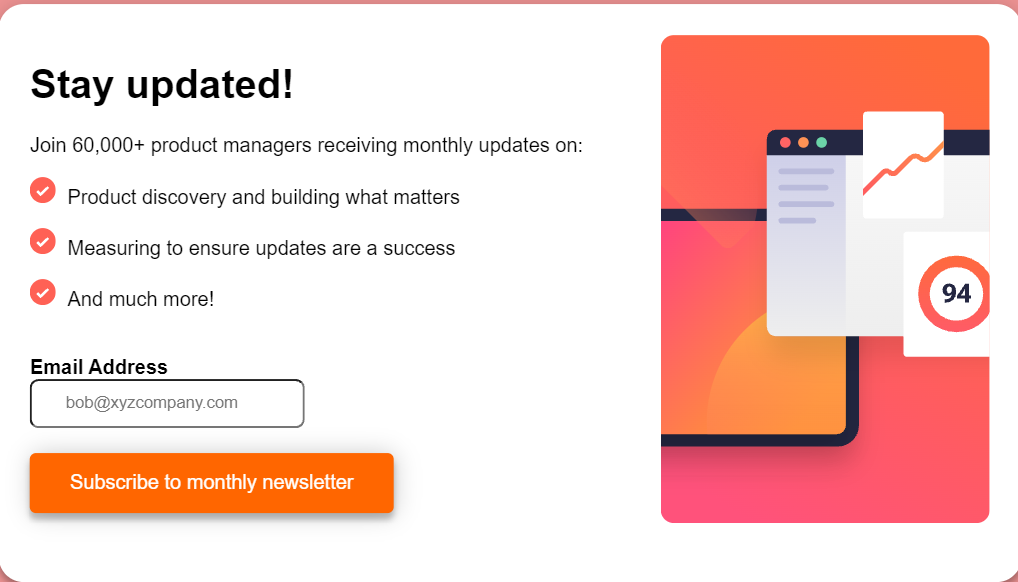 Stay updated!
Join 60,000+ product managers receiving monthly updates on:
Product discovery and building what matters
Measuring to ensure updates are a success
And much more!
Email Address
bob@xyzcompany.com
Subscribe to monthly newsletter
94